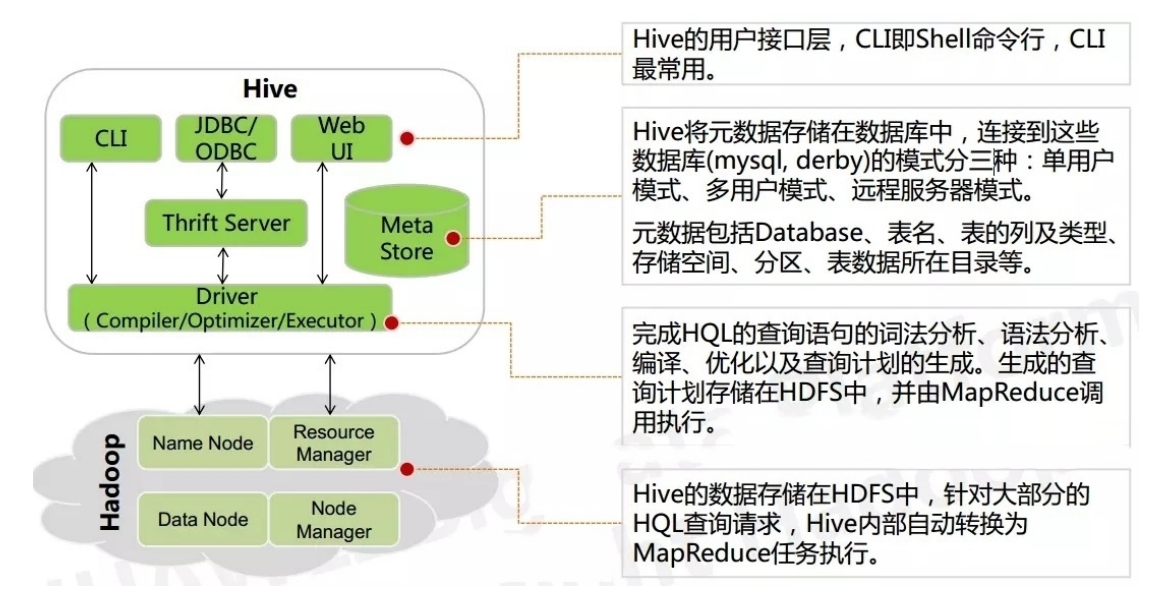 Hive
CLI
JDBC/
ODBC
Web
UI
Thrift Server
Meta
Store
Driver
( Compiler/Optimizer/Executor )
Hadoop
Name Node
Resource
Manager
Data Node
Node
Manager
Hive的用户接口层，CLI即Shell命令行，CLI
最常用。
Hive将元数据存储在数据库中，连接到这些
数据库(mysql, derby)的模式分三种：单用户
模式、多用户模式、远程服务器模式。
元数据包括Database、表名、表的列及类型、
存储空间、分区、表数据所在目录等。
完成HQL的查询语句的词法分析、语法分析、
编译、优化以及查询计划的生成。生成的查
询计划存储在HDFS中，并由MapReduce调
用执行。
Hive的数据存储在HDFS中，针对大部分的
HQL查询请求，Hive内部自动转换为
MapReduce任务执行。